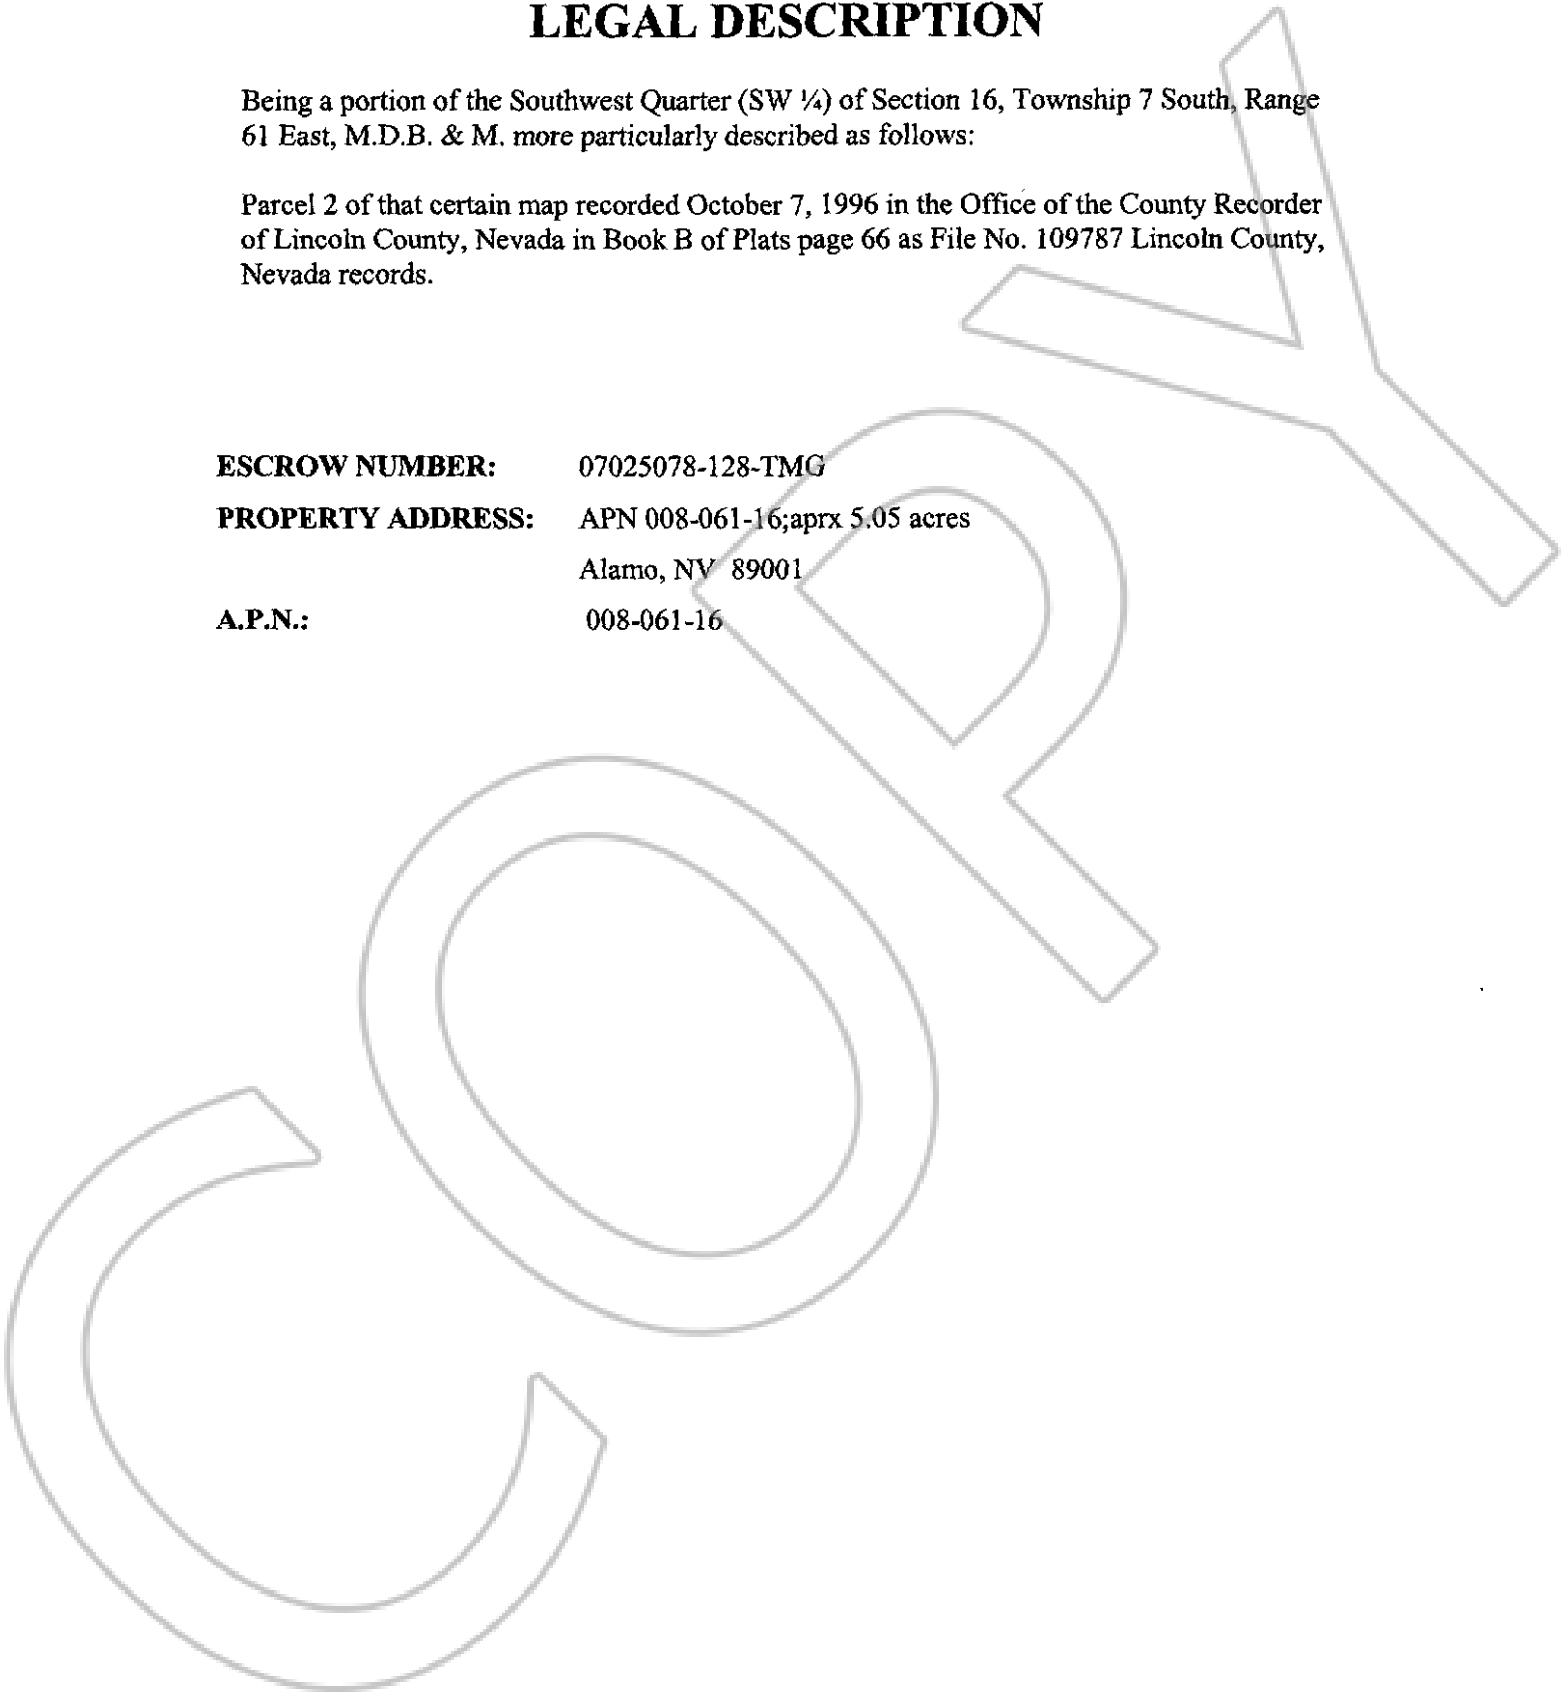 LEGAL DESCRIPTION
Being a portion of the Southwest Quarter (SW ¼) of Section 16, Township 7 South, Range
61 East, M.D.B. & M. more particularly described as follows:
Parcel 2 of that certain map recorded October 7, 1996 in the Office of the County Recorder
of Lincoln County, Nevada in Book B of Plats page 66 as File No. 109787 Lincoln County,
Nevada records.
ESCROW NUMBER: 07025078-128-TMG
PROPERTY ADDRESS: APN 008-061-16;aprx 5.05 acres
Alamo, NV 89001
A.P.N.: 008-061-16
COPY